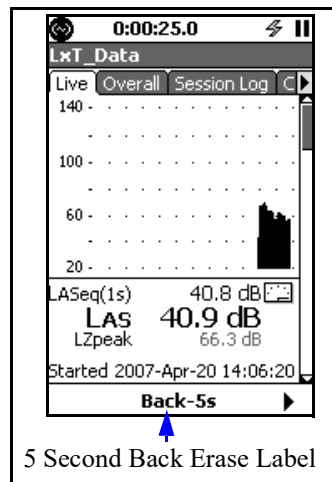 0:00:25.0
LxT_Data
Live Overall Session Log C
140
100
60
20
LASeq(1s) 40.8 dB
LAS 40.9 dB
LZpeak 66.3 dB
Started 2007-Apr-20 14:06:20
Back-5s
5 Second Back Erase Label